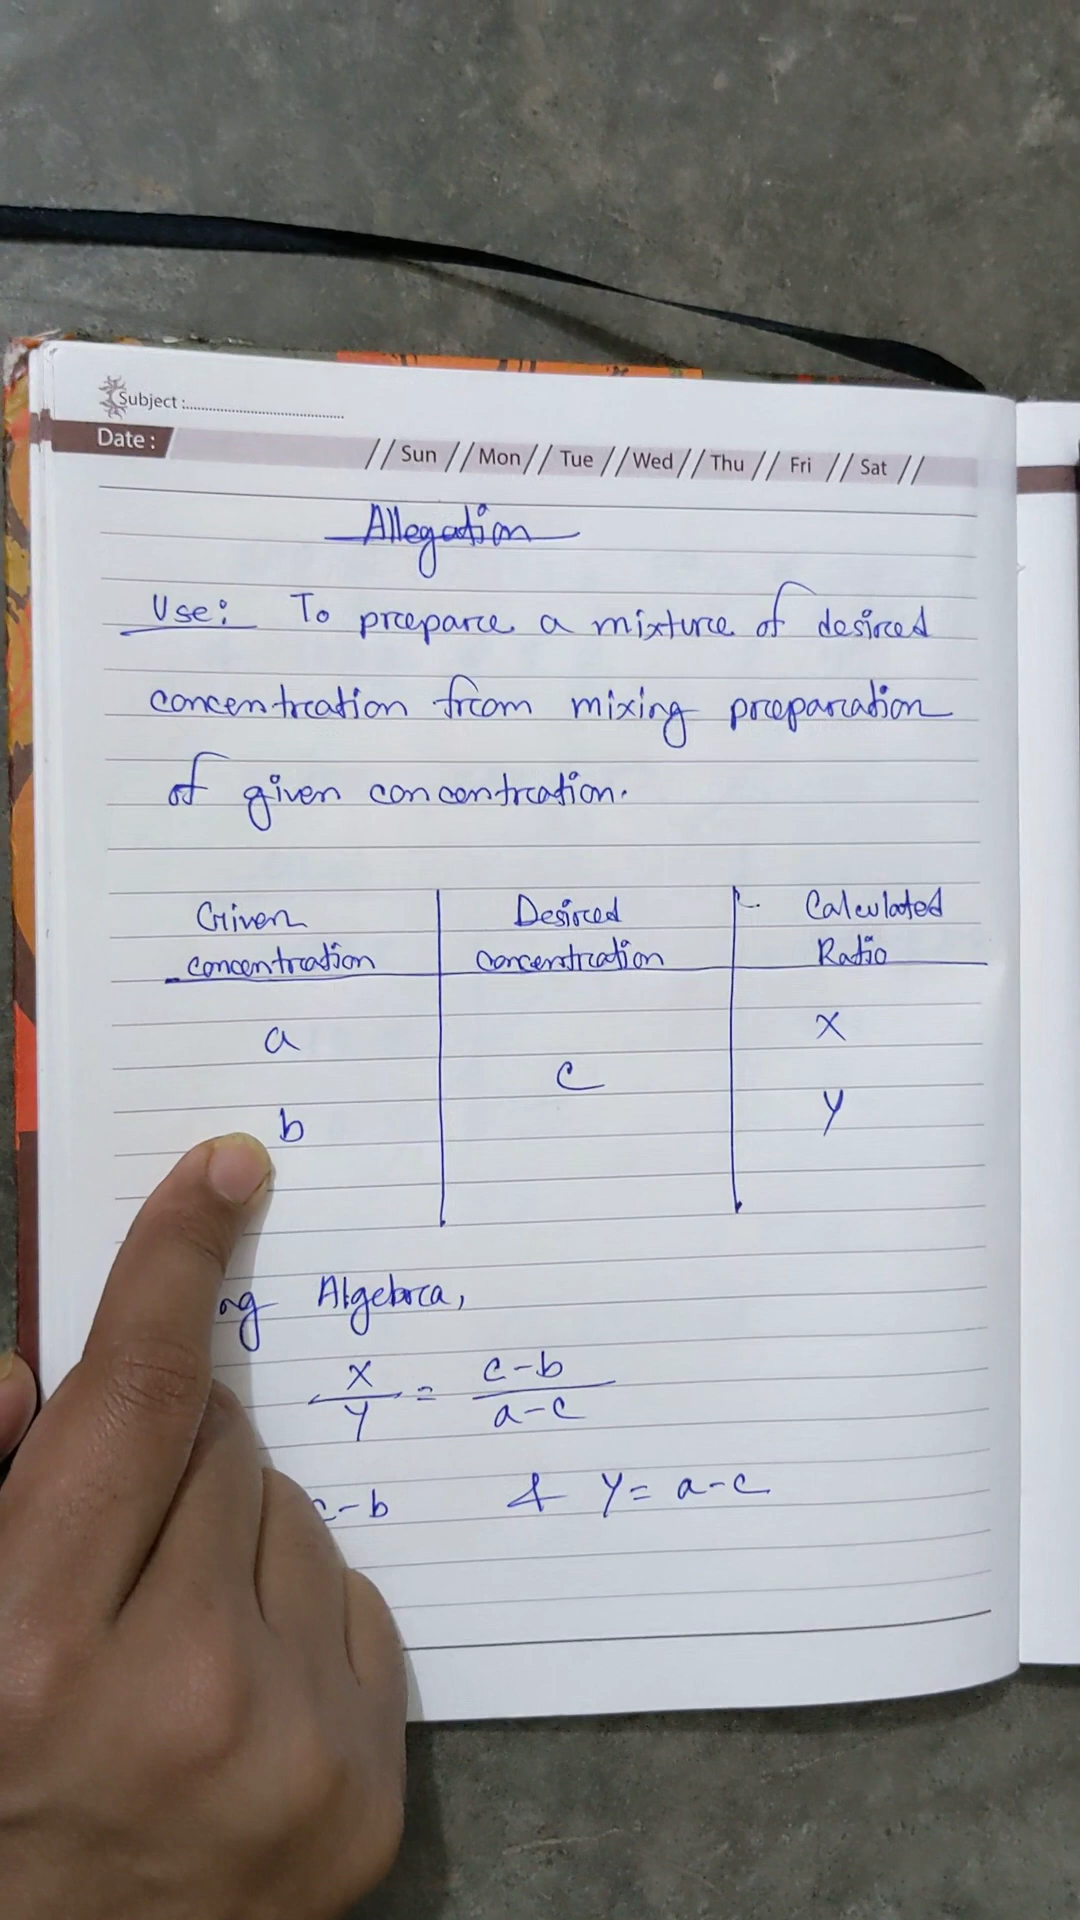 Subject :
Date :
// Sun // Mon // Tue // Wed // Thu // Fri // Sat //
Allegation
Use: To prepare a mixture of desired
concentration from mixing preparation
of given concentration.
Given Desired Calculated
concentration concentration Ratio
a x
c
b y
Algebra,
x/y = c-b/a-c
c-b & y = a-c